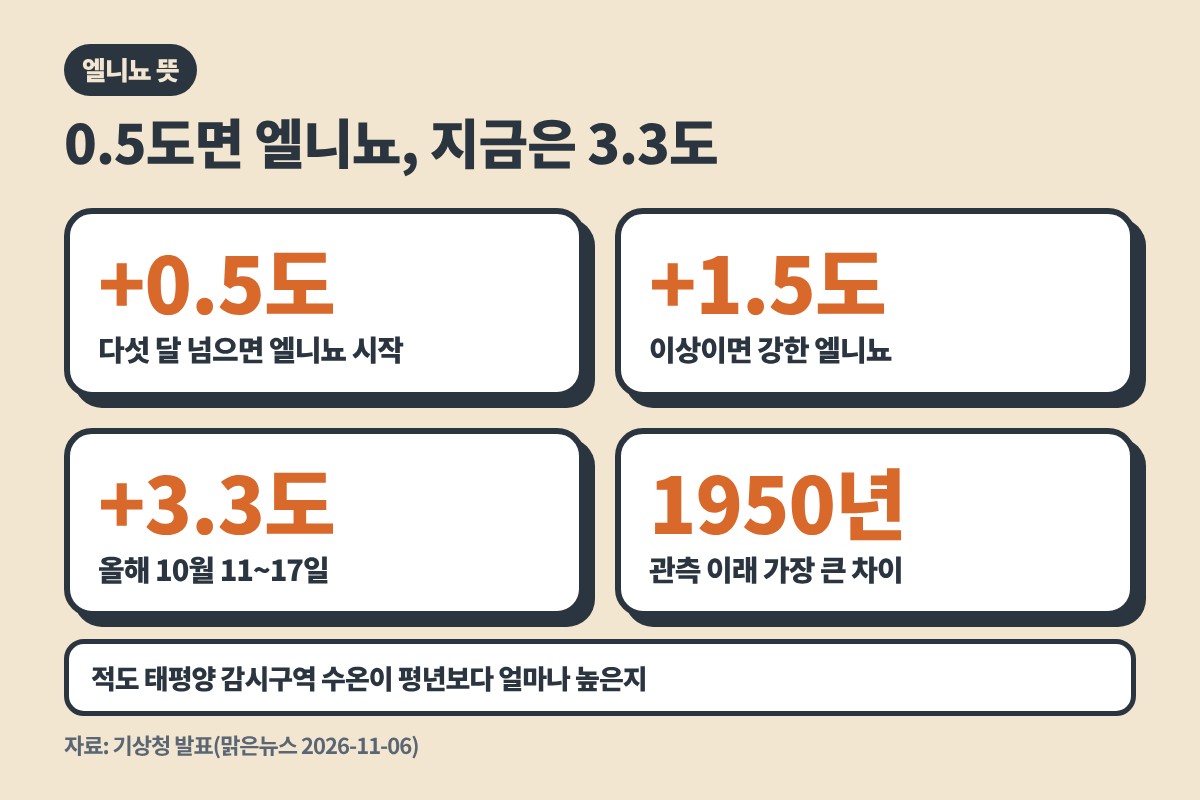 엘니뇨 뜻
0.5도면 엘니뇨, 지금은 3.3도
+0.5도
다섯 달 넘으면 엘니뇨 시작
+1.5도
이상이면 강한 엘니뇨
+3.3도
올해 10월 11~17일
1950년
관측 이래 가장 큰 차이
적도 태평양 감시구역 수온이 평년보다 얼마나 높은지
자료: 기상청 발표(맑은뉴스 2026-11-06)